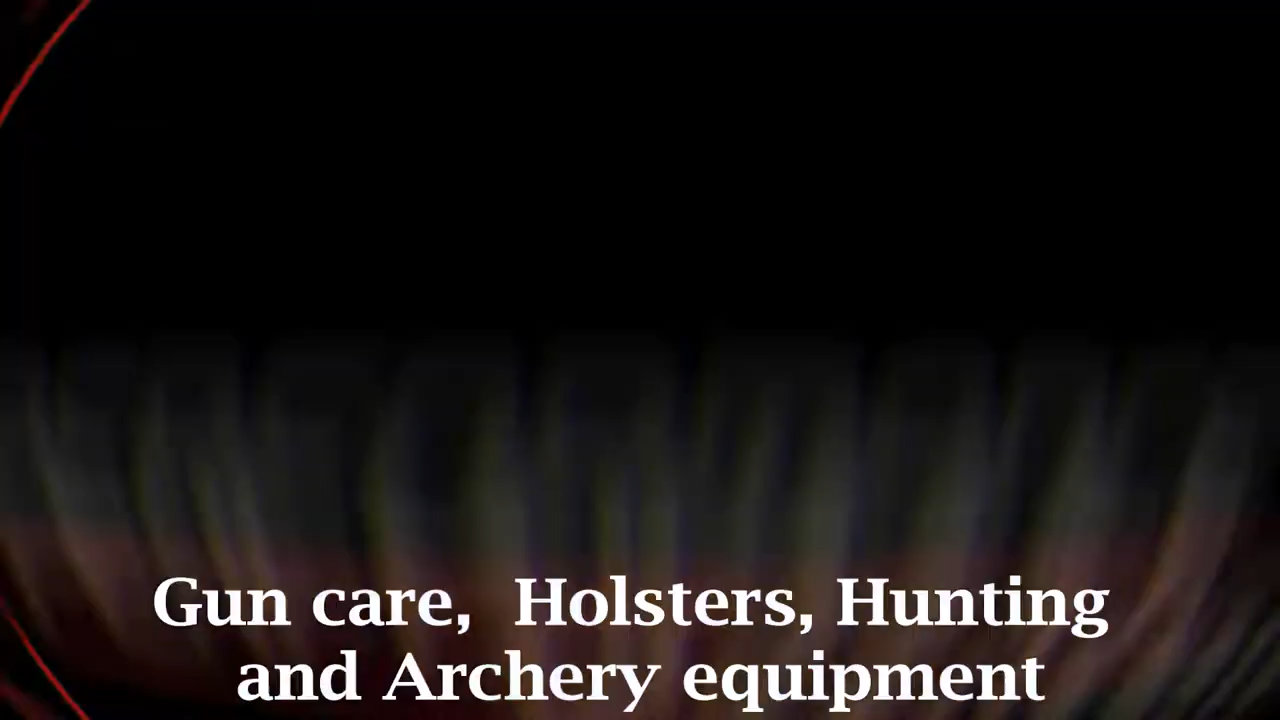 Gun care,  Holsters, Hunting
and Archery equipment